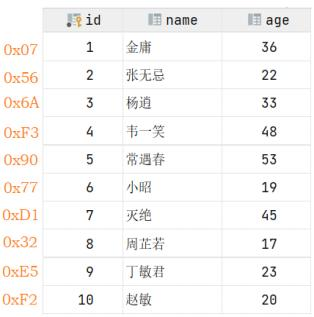 id name age
0x07 1 金庸 36
0x56 2 张无忌 22
0x6A 3 杨逍 33
0xF3 4 韦一笑 48
0x90 5 常遇春 53
0x77 6 小昭 19
0xD1 7 灭绝 45
0x32 8 周芷若 17
0xE5 9 丁敏君 23
0xF2 10 赵敏 20